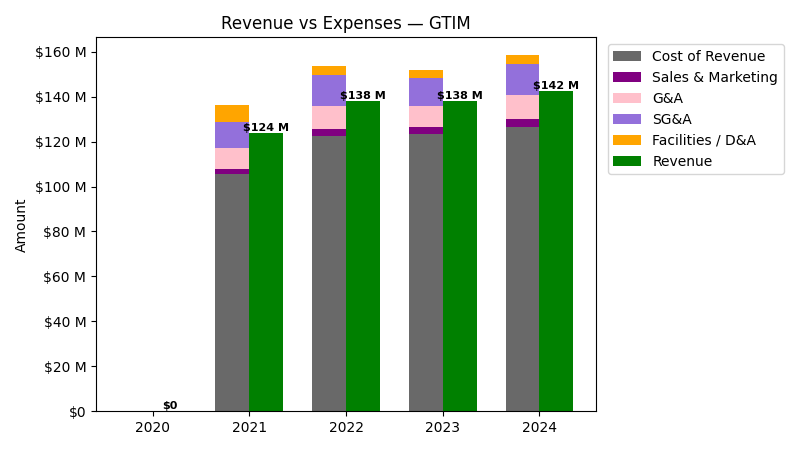 Revenue vs Expenses — GTIM
$160 M
$140 M
$120 M
$100 M
$80 M
$60 M
$40 M
$20 M
$0
Amount
$0
$124 M
$138 M
$138 M
$142 M
2020
2021
2022
2023
2024
Cost of Revenue
Sales & Marketing
G&A
SG&A
Facilities / D&A
Revenue